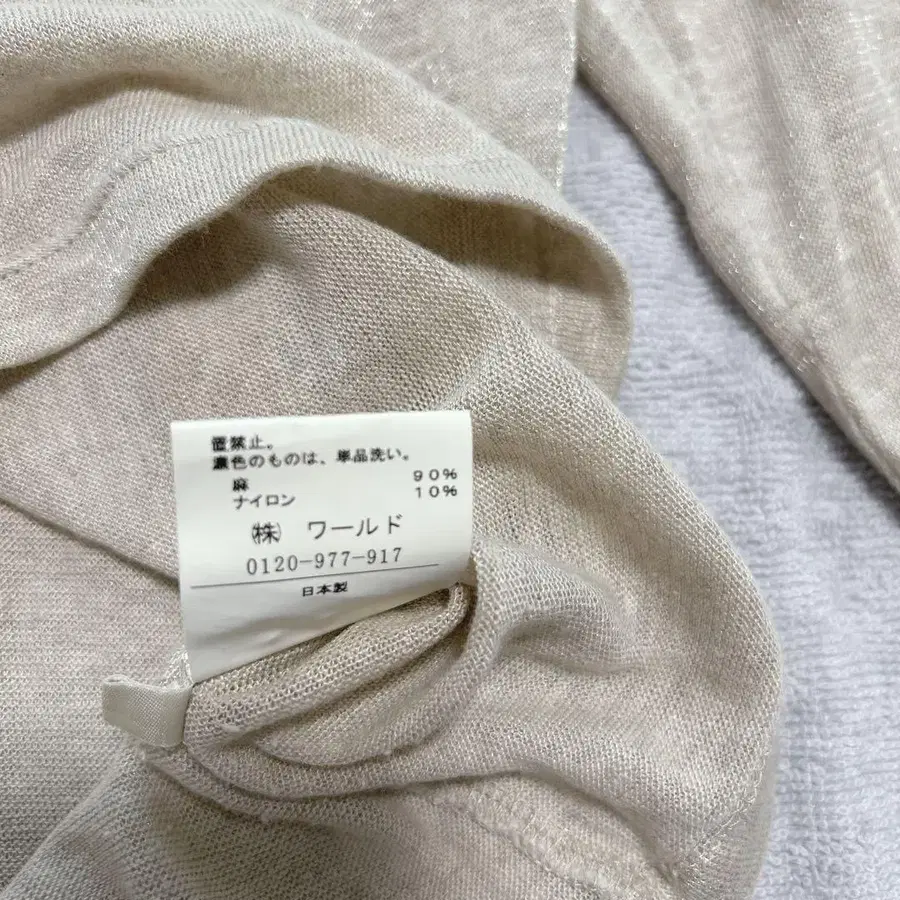 置禁止。
濃色のものは、単品洗い。
麻 90%
ナイロン 10%
㈱ ワールド
0120-977-917
日本製